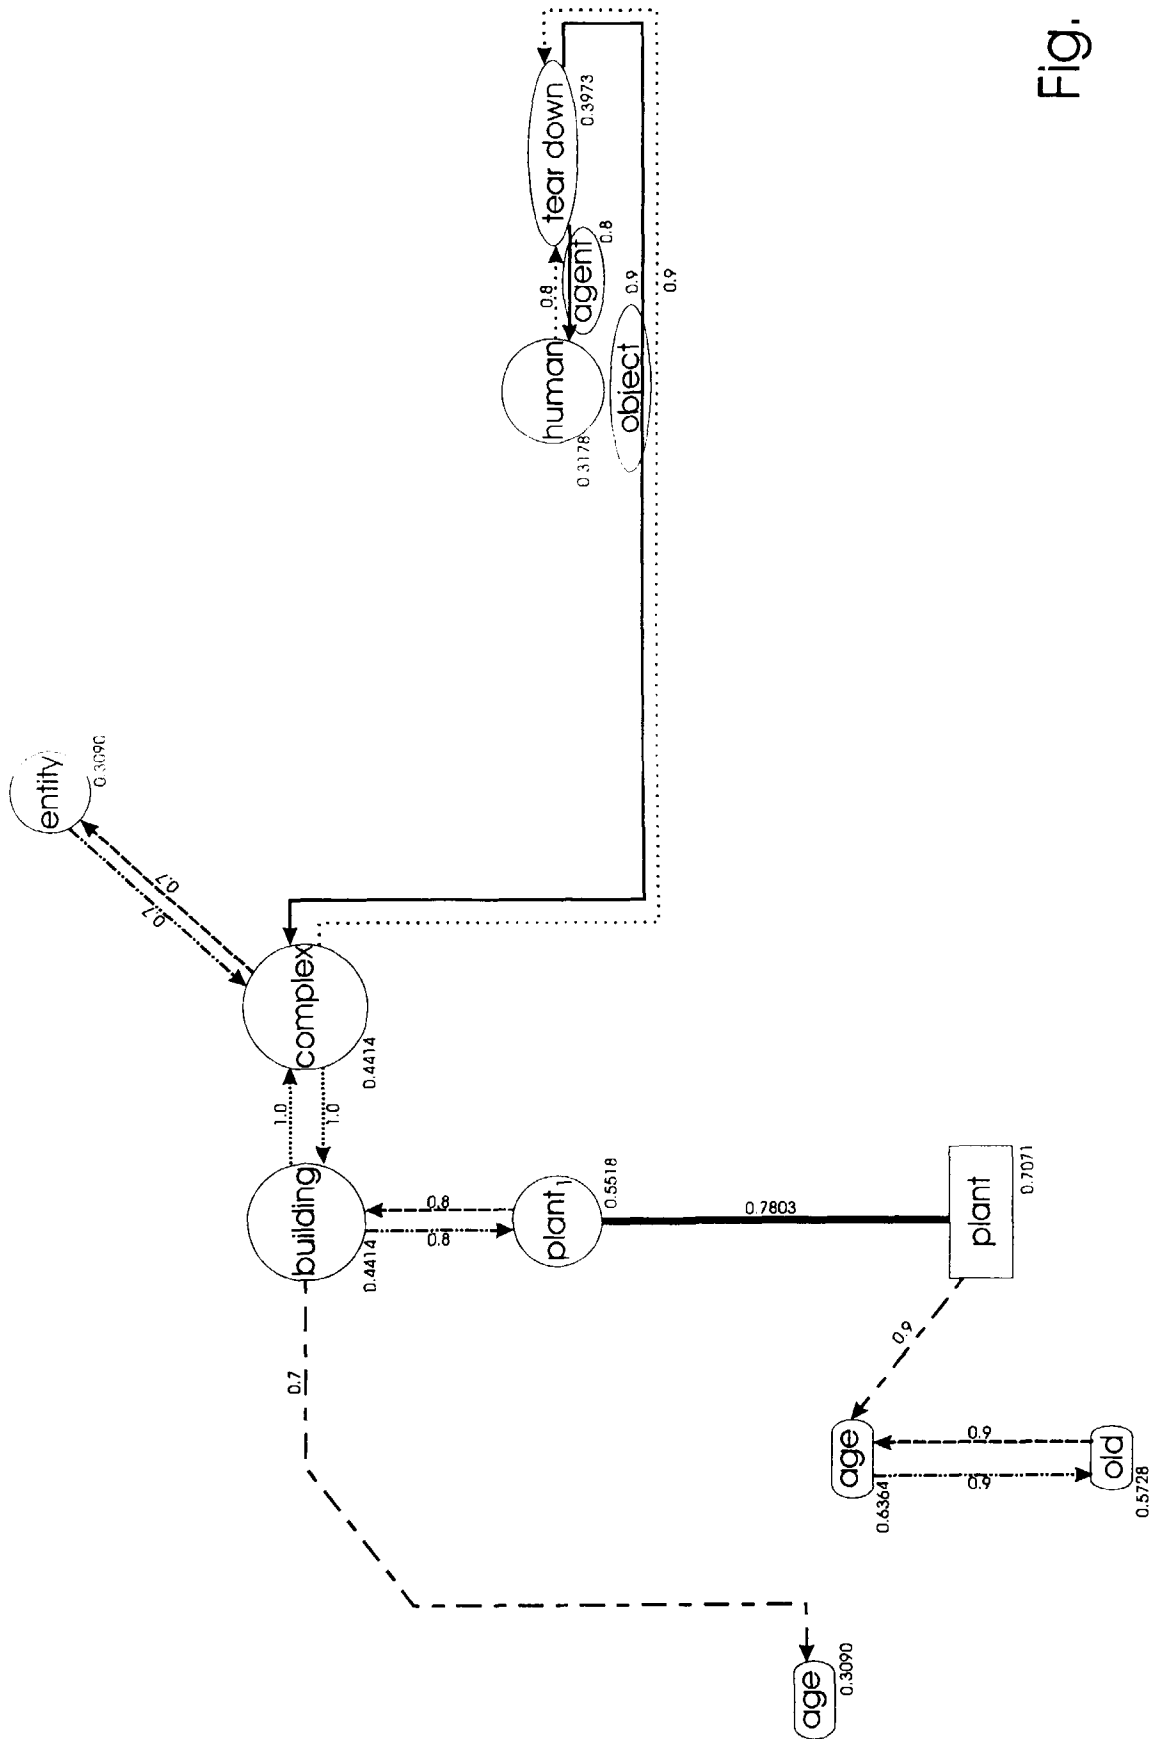 entity
0.3090
0.7
0.7
building
0.4414
1.0
1.0
complex
0.4414
0.7
0.8
0.8
plant1
0.5518
human
0.3178
0.8
agent
0.8
tear down
0.3973
object
0.9
0.9
0.7803
age
0.3090
age
0.6364
0.9
plant
0.7071
0.9
0.9
old
0.5728
Fig.